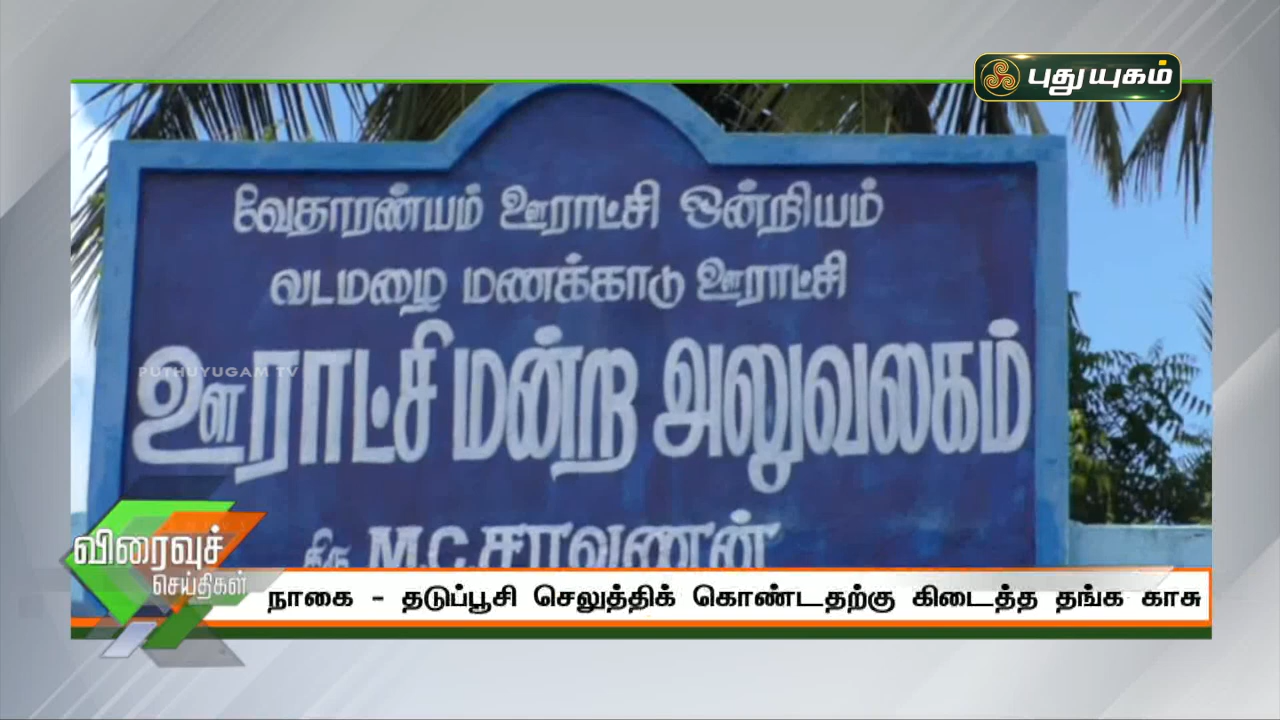 புதுயுகம்
வேதாரண்யம் ஊராட்சி ஒன்றியம்
வடமழை மணக்காடு ஊராட்சி
PUTHUYUGAM TV
ஊராட்சி மன்ற அலுவலகம்
திரு M.C.சரவணன்
விரைவுச்
செய்திகள்
நாகை - தடுப்பூசி செலுத்திக் கொண்டதற்கு கிடைத்த தங்க காசு